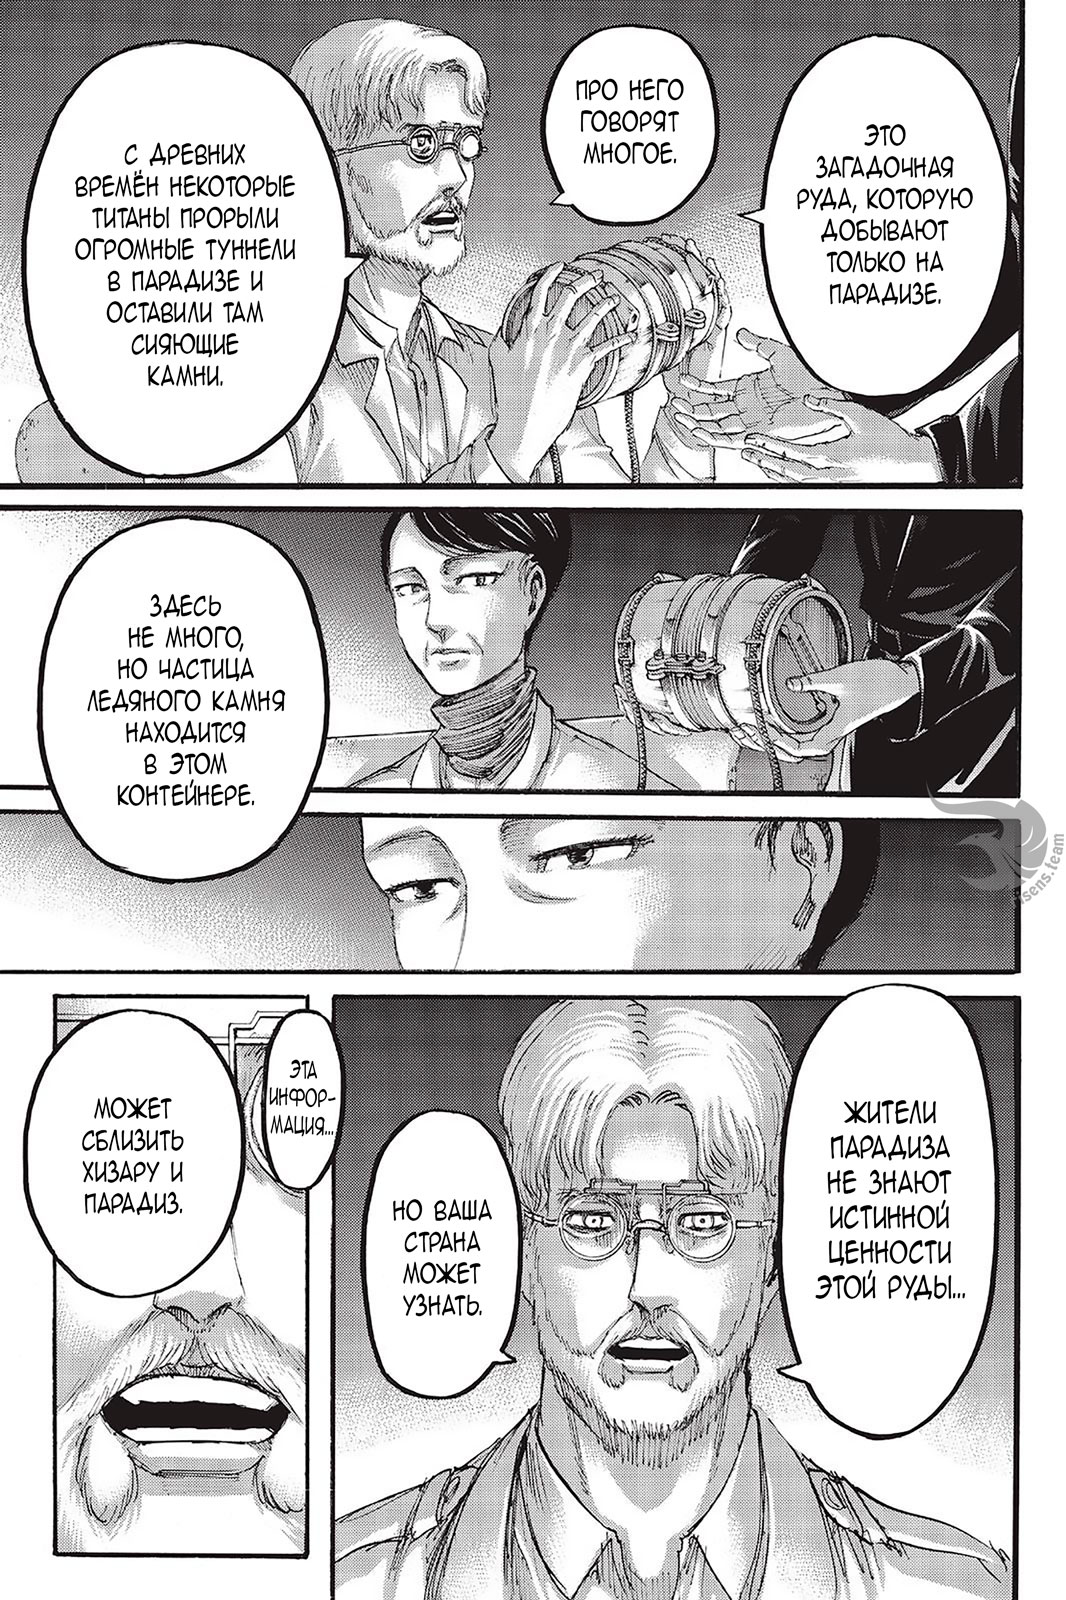 ЭТО
ЗАГАДОЧНАЯ
РУДА, КОТОРУЮ
ДОБЫВАЮТ
ТОЛЬКО НА
ПАРАДИЗЕ.
ПРО НЕГО
ГОВОРЯТ
МНОГОЕ.
С ДРЕВНИХ
ВРЕМЁН НЕКОТОРЫЕ
ТИТАНЫ ПРОРЫЛИ
ОГРОМНЫЕ ТУННЕЛИ
В ПАРАДИЗЕ И
ОСТАВИЛИ ТАМ
СИЯЮЩИЕ
КАМНИ.
ЗДЕСЬ
НЕ МНОГО,
НО ЧАСТИЦА
ЛЕДЯНОГО КАМНЯ
НАХОДИТСЯ
В ЭТОМ
КОНТЕЙНЕРЕ.
ЖИТЕЛИ
ПАРАДИЗА
НЕ ЗНАЮТ
ИСТИННОЙ
ЦЕННОСТИ
ЭТОЙ РУДЫ...
НО ВАША
СТРАНА
МОЖЕТ
УЗНАТЬ.
ЭТА
ИНФОР-
МАЦИЯ...
МОЖЕТ
СБЛИЗИТЬ
ХИЗАРУ И
ПАРАДИЗ.